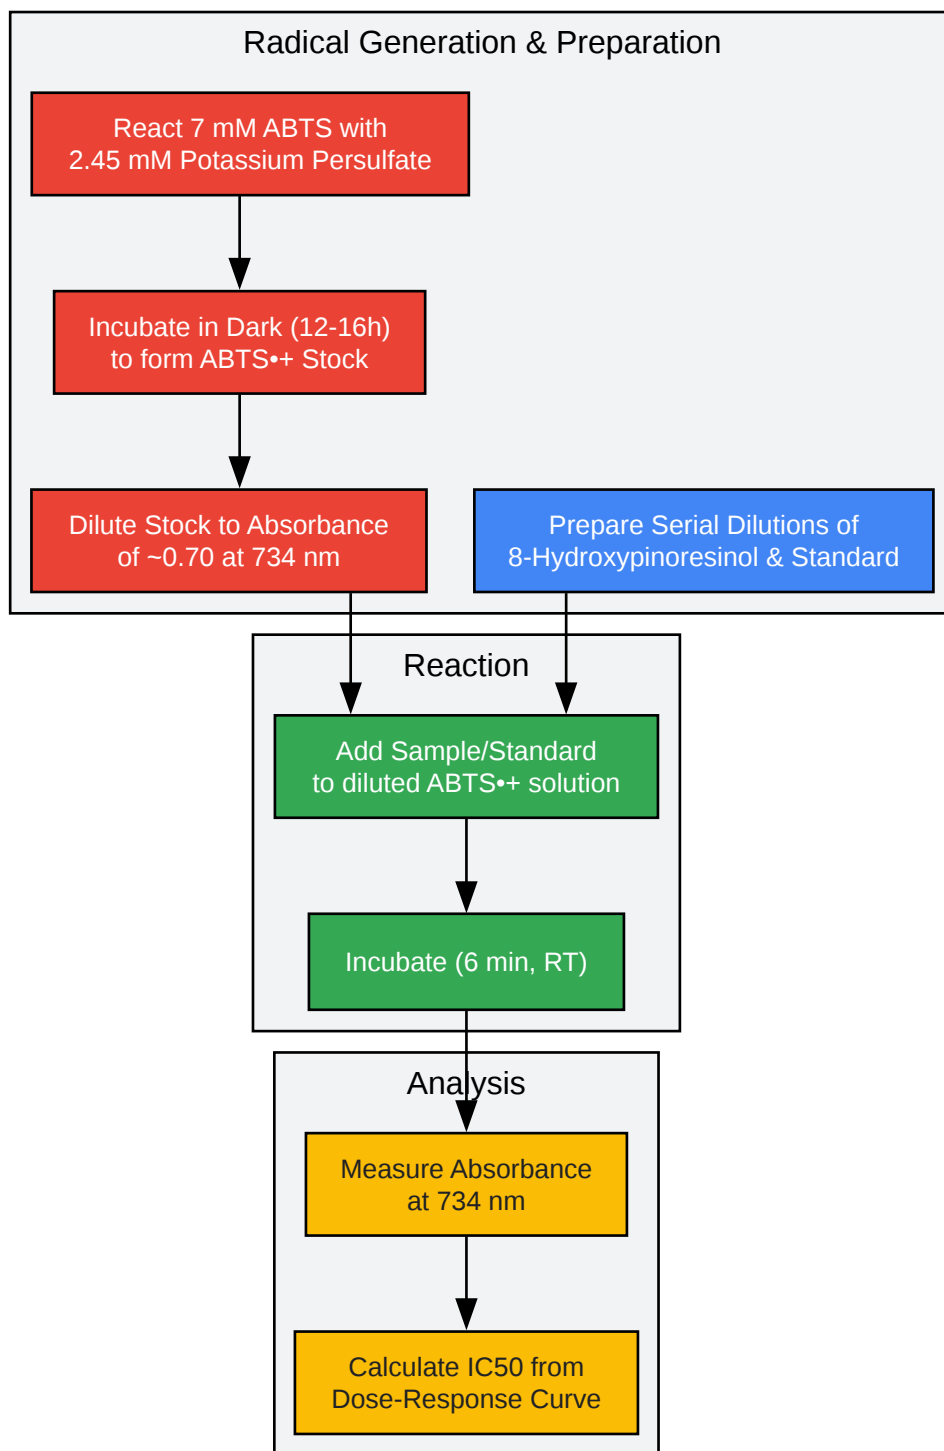 Radical Generation & Preparation
React 7 mM ABTS with
2.45 mM Potassium Persulfate
Incubate in Dark (12-16h)
to form ABTS•+ Stock
Dilute Stock to Absorbance
of ~0.70 at 734 nm
Prepare Serial Dilutions of
8-Hydroxypinoresinol & Standard
Reaction
Add Sample/Standard
to diluted ABTS•+ solution
Incubate (6 min, RT)
Analysis
Measure Absorbance
at 734 nm
Calculate IC50 from
Dose-Response Curve